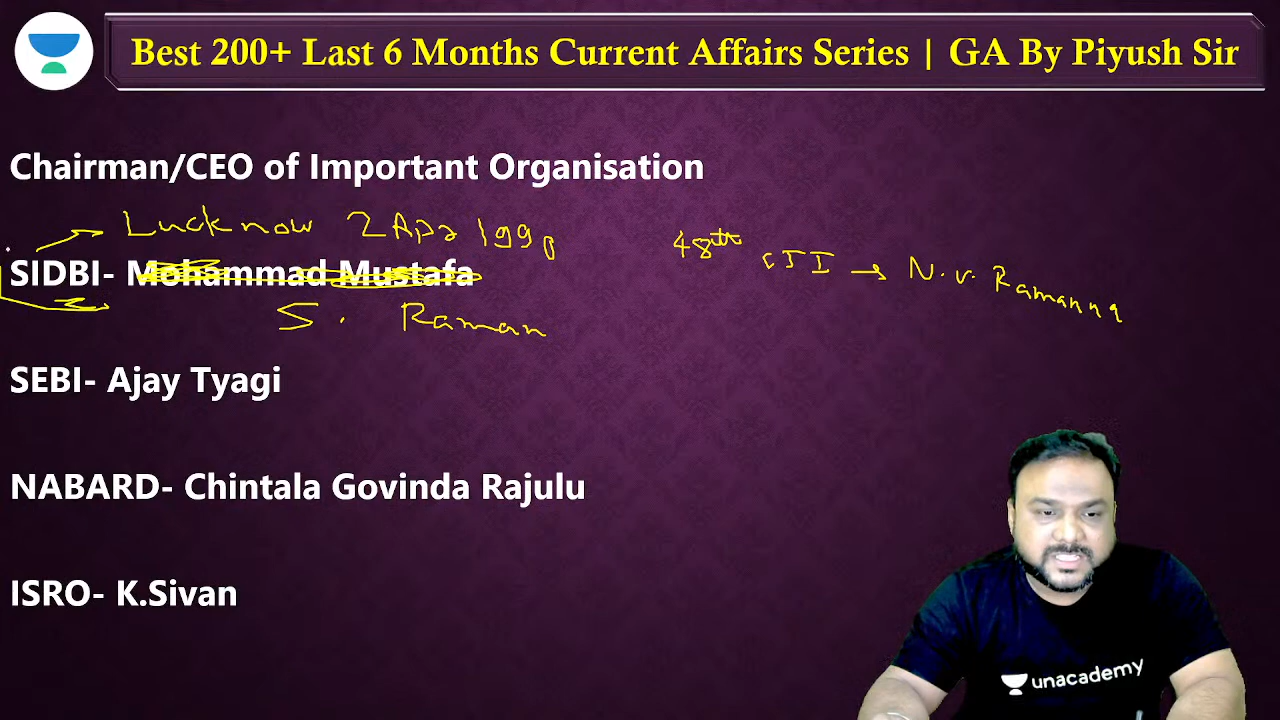 Best 200+ Last 6 Months Current Affairs Series | GA By Piyush Sir
Chairman/CEO of Important Organisation
Lucknow 2 Apr 1990
48th CJI → N.V. Ramanna
SIDBI- Mohammad Mustafa
S. Raman
SEBI- Ajay Tyagi
NABARD- Chintala Govinda Rajulu
ISRO- K.Sivan
unacademy